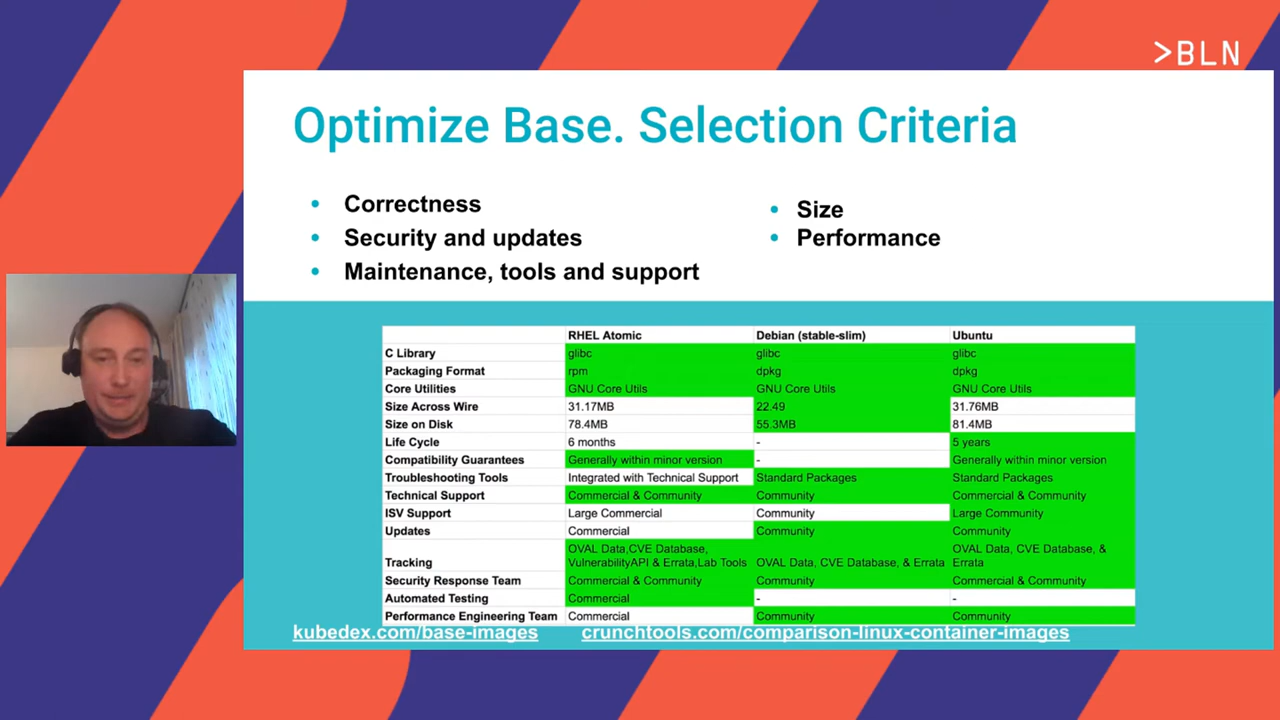 >BLN
Optimize Base. Selection Criteria
• Correctness
• Security and updates
• Maintenance, tools and support
• Size
• Performance
RHEL Atomic Debian (stable-slim) Ubuntu
C Library glibc glibc glibc
Packaging Format rpm dpkg dpkg
Core Utilities GNU Core Utils GNU Core Utils GNU Core Utils
Size Across Wire 31.17MB 22.49 31.76MB
Size on Disk 78.4MB 55.3MB 81.4MB
Life Cycle 6 months - 5 years
Compatibility Guarantees Generally within minor version - Generally within minor version
Troubleshooting Tools Integrated with Technical Support Standard Packages Standard Packages
Technical Support Commercial & Community Community Commercial & Community
ISV Support Large Commercial Community Large Community
Updates Commercial Community Community
OVAL Data,CVE Database, OVAL Data, CVE Database, &
Tracking VulnerabilityAPI & Errata,Lab Tools OVAL Data, CVE Database, & Errata Errata
Security Response Team Commercial & Community Community Commercial & Community
Automated Testing Commercial - -
Performance Engineering Team Commercial Community Community
kubedex.com/base-images crunchtools.com/comparison-linux-container-images